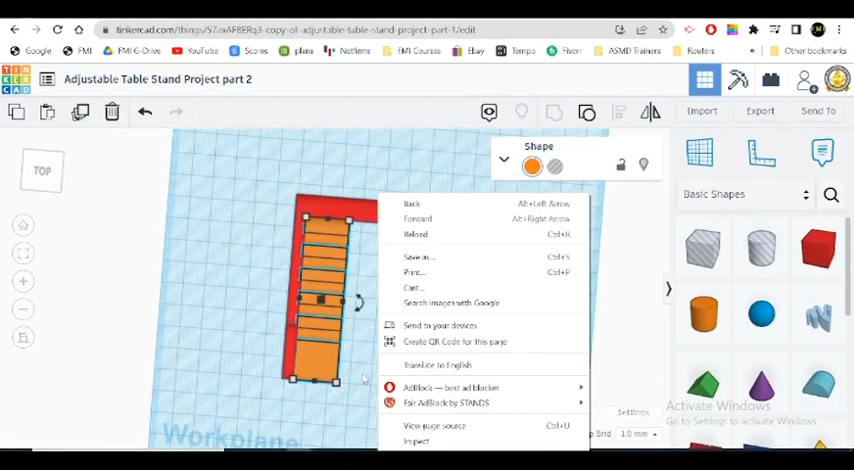 tinkercad.com/things/57axAFBERq3-copy-of-adjustable-table-stand-project-part-1/edit
Google FMI FMI G-Drive YouTube Scores plans Netfirms FMI Courses Ebay Tempo Fiverr ASMD Trainers Routers » Other bookmarks
TIN KER CAD
Adjustable Table Stand Project part 2
Import Export Send To
TOP
Shape
Basic Shapes
Back Alt+Left Arrow
Forward Alt+Right Arrow
Reload Ctrl+R
Save as... Ctrl+S
Print... Ctrl+P
Cast...
Search images with Google
Send to your devices
Create QR Code for this page
Translate to English
AdBlock — best ad blocker
Fair AdBlock by STANDS
View page source Ctrl+U
Inspect
Workplane
Settings
Grid 1.0 mm
Activate Windows
Go to Settings to activate Windows.